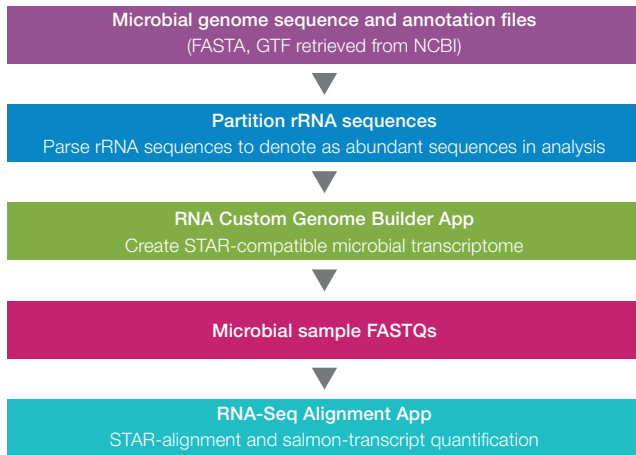 Microbial genome sequence and annotation files
(FASTA, GTF retrieved from NCBI)
Partition rRNA sequences
Parse rRNA sequences to denote as abundant sequences in analysis
RNA Custom Genome Builder App
Create STAR-compatible microbial transcriptome
Microbial sample FASTQs
RNA-Seq Alignment App
STAR-alignment and salmon-transcript quantification